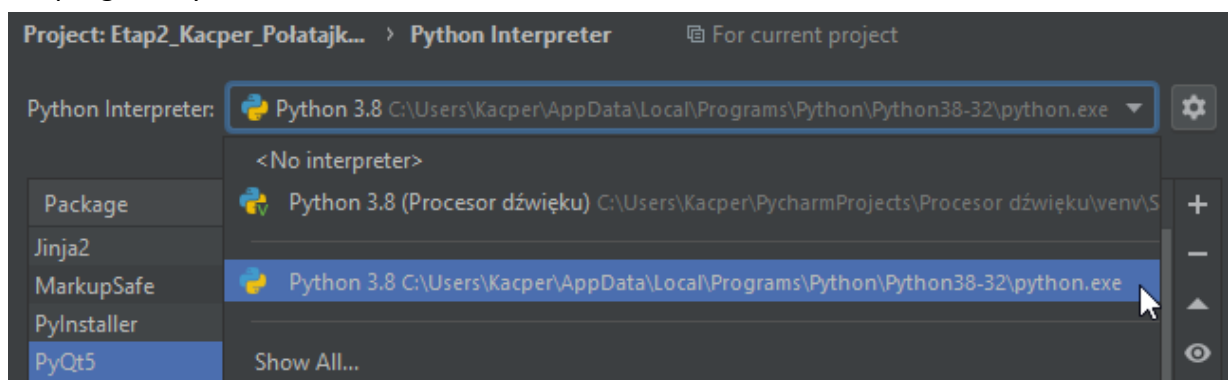 Project: Etap2_Kacper_Połatajk... › Python Interpreter For current project
Python Interpreter: Python 3.8 C:\Users\Kacper\AppData\Local\Programs\Python\Python38-32\python.exe
<No interpreter>
Package
Python 3.8 (Procesor dźwięku) C:\Users\Kacper\PycharmProjects\Procesor dźwięku\venv\S
Jinja2
MarkupSafe
Python 3.8 C:\Users\Kacper\AppData\Local\Programs\Python\Python38-32\python.exe
PyInstaller
PyQt5
Show All...